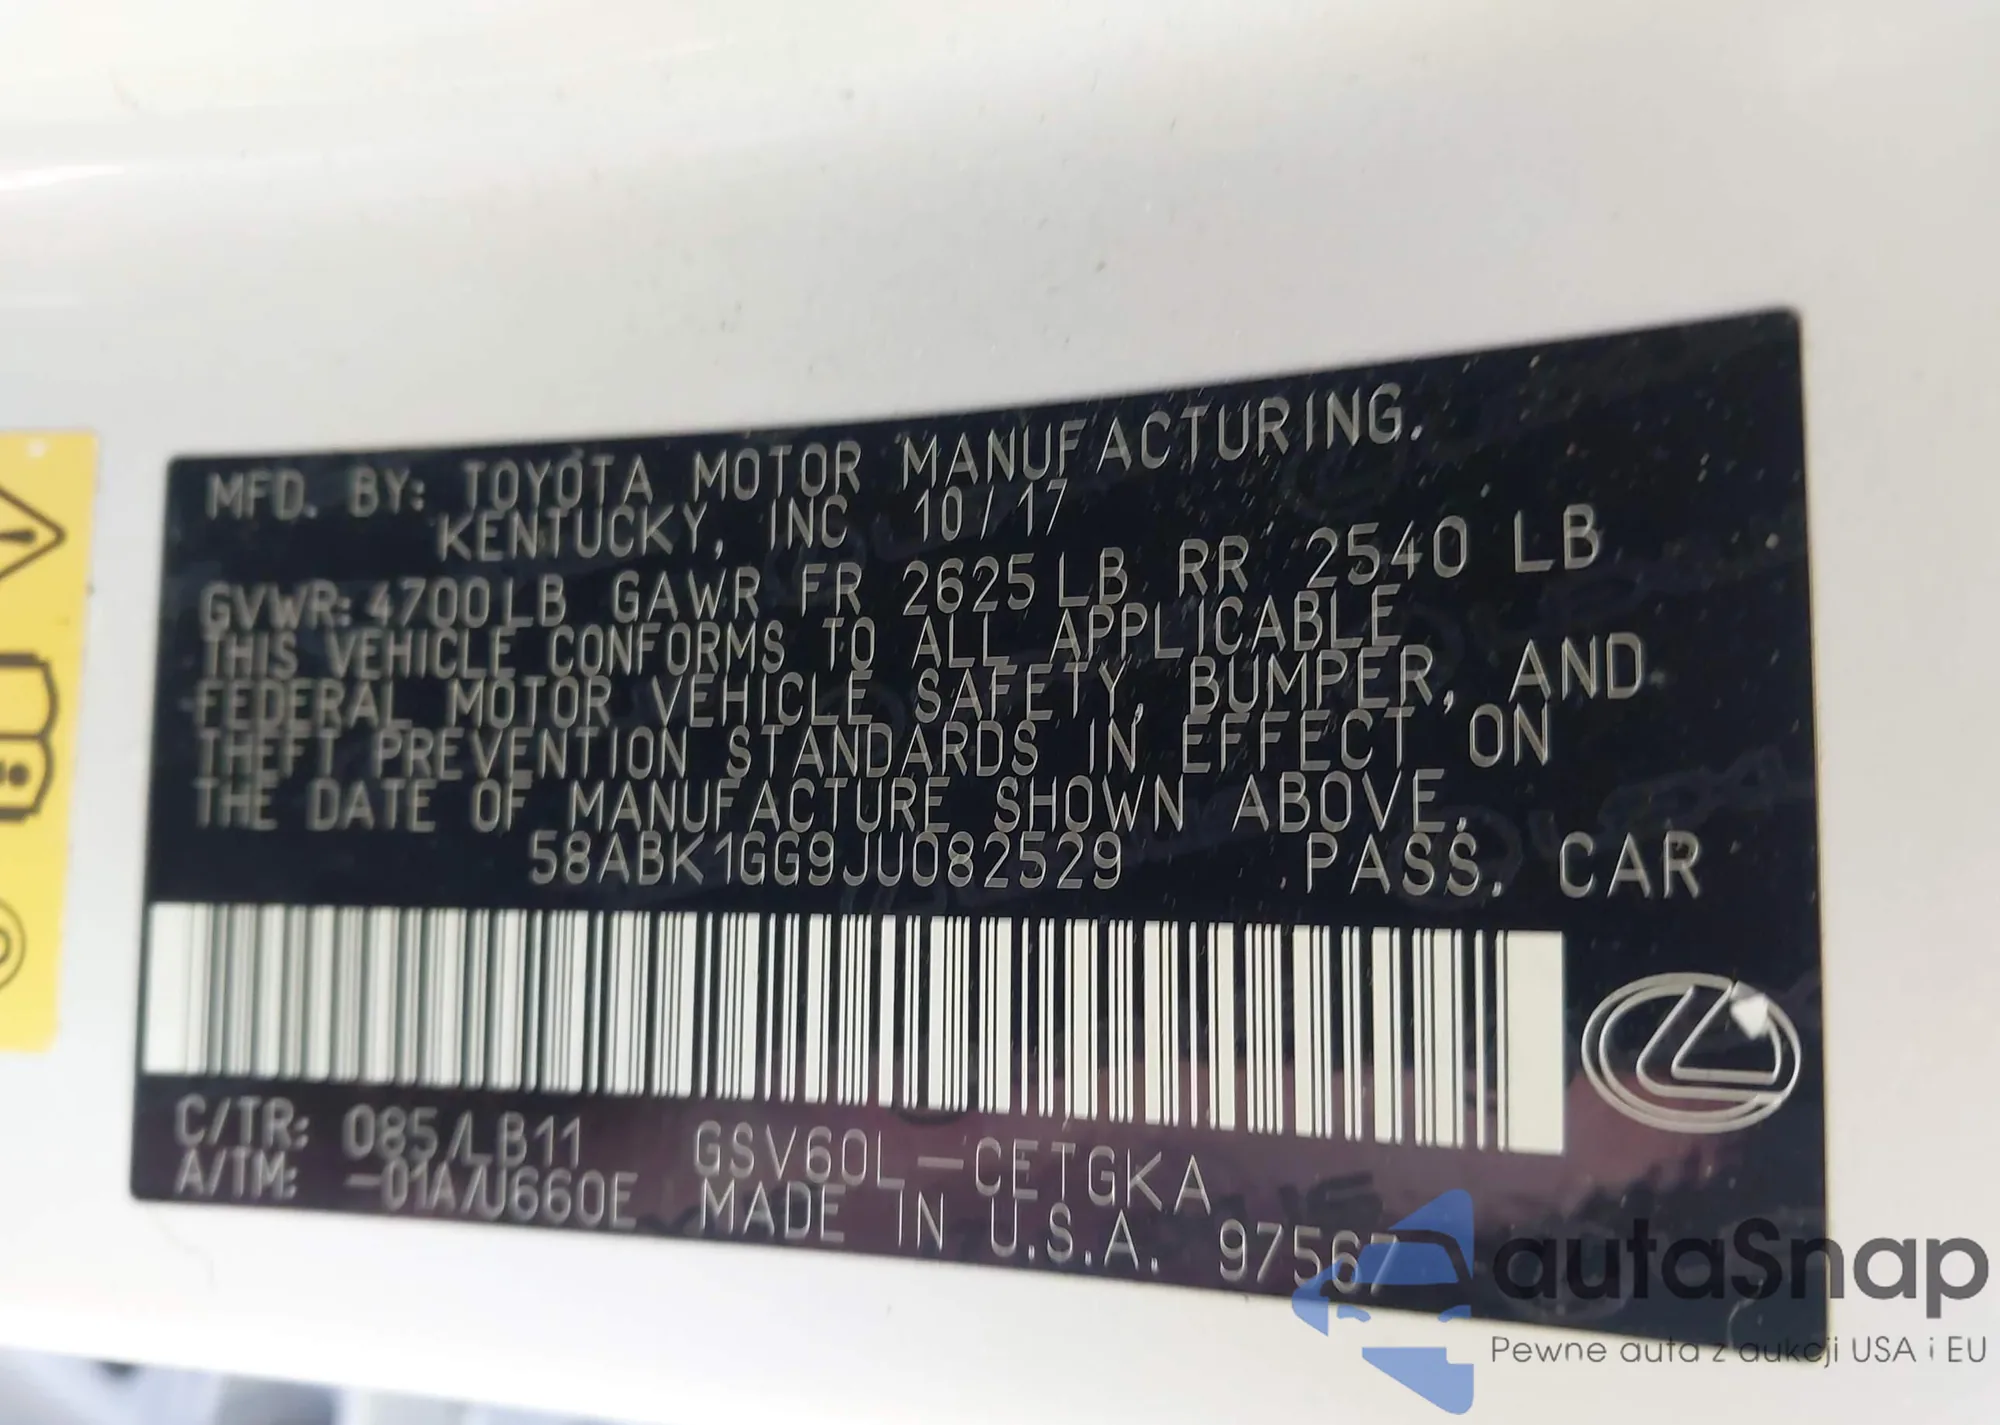 MFD. BY: TOYOTA MOTOR MANUFACTURING.
KENTUCKY, INC 10/17
GVWR: 4700LB GAWR FR 2625LB RR 2540 LB
THIS VEHICLE CONFORMS TO ALL APPLICABLE
FEDERAL MOTOR VEHICLE SAFETY, BUMPER, AND
THEFT PREVENTION STANDARDS IN EFFECT ON
THE DATE OF MANUFACTURE SHOWN ABOVE.
58ABK1GG9JU082529 PASS. CAR
C/TR: 085/LB11 GSV60L-CETGKA
A/TM: -01A/U660E MADE IN U.S.A. 97567
autaSnap
Pewne auta z aukcji USA i EU